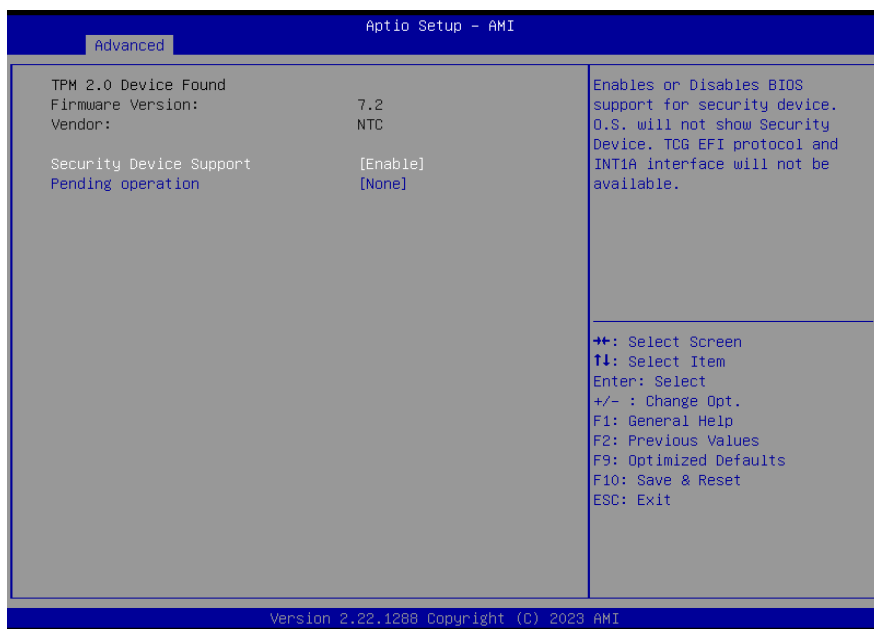 Aptio Setup - AMI
Advanced
TPM 2.0 Device Found
Firmware Version: 7.2
Vendor: NTC
Security Device Support [Enable]
Pending operation [None]
Enables or Disables BIOS
support for security device.
O.S. will not show Security
Device. TCG EFI protocol and
INT1A interface will not be
available.
→←: Select Screen
↑↓: Select Item
Enter: Select
+/- : Change Opt.
F1: General Help
F2: Previous Values
F9: Optimized Defaults
F10: Save & Reset
ESC: Exit
Version 2.22.1288 Copyright (C) 2023 AMI